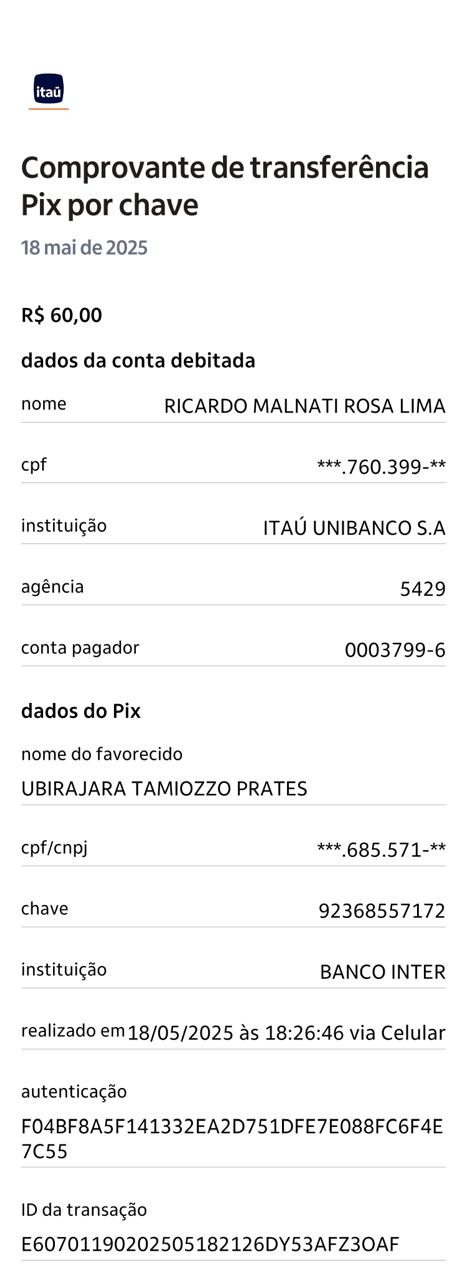 itaú
Comprovante de transferência
Pix por chave
18 mai de 2025
R$ 60,00
dados da conta debitada
nome RICARDO MALNATI ROSA LIMA
cpf ***.760.399-**
instituição ITAÚ UNIBANCO S.A
agência 5429
conta pagador 0003799-6
dados do Pix
nome do favorecido
UBIRAJARA TAMIOZZO PRATES
cpf/cnpj ***.685.571-**
chave 92368557172
instituição BANCO INTER
realizado em 18/05/2025 às 18:26:46 via Celular
autenticação
F04BF8A5F141332EA2D751DFE7E088FC6F4E
7C55
ID da transação
E60701190202505182126DY53AFZ3OAF